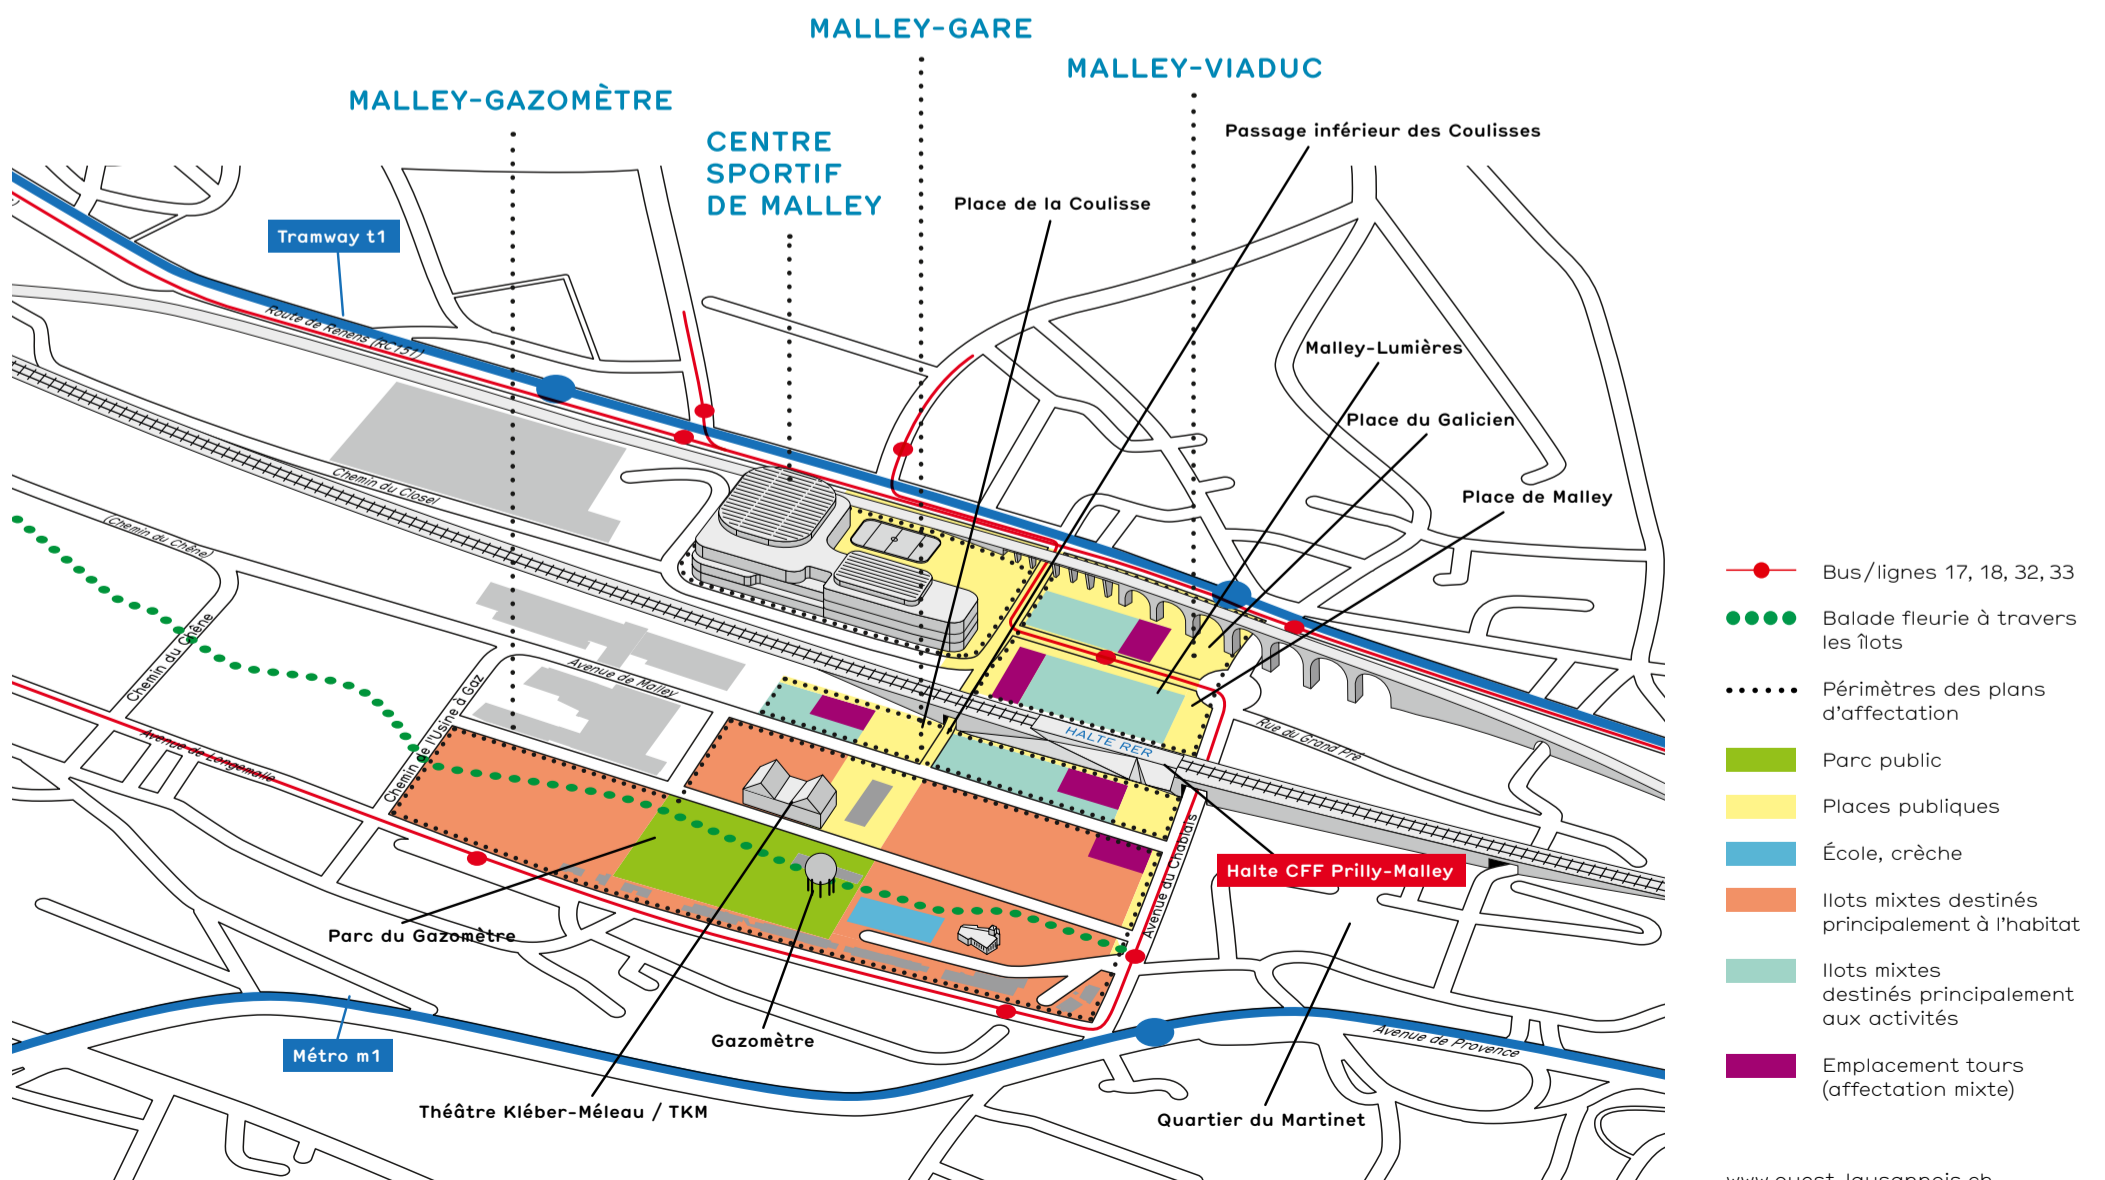 MALLEY-GARE
MALLEY-VIADUC
MALLEY-GAZOMÈTRE
CENTRE
SPORTIF
DE MALLEY
Passage inférieur des Coulisses
Place de la Coulisse
Tramway t1
Route de Renens (RC151)
Malley-Lumières
Place du Galicien
Place de Malley
Chemin du Closel
(Chemin du Chêne)
Chemin du Chêne
Avenue de Malley
Chemin de l'Usine à Gaz
Avenue de Longemalle
HALTE RER
Rue du Grand Pré
Avenue du Chablais
Halte CFF Prilly-Malley
Parc du Gazomètre
Gazomètre
Métro m1
Théâtre Kléber-Méleau / TKM
Quartier du Martinet
Avenue de Provence
Bus/lignes 17, 18, 32, 33
Balade fleurie à travers
les îlots
Périmètres des plans
d'affectation
Parc public
Places publiques
École, crèche
Ilots mixtes destinés
principalement à l'habitat
Ilots mixtes
destinés principalement
aux activités
Emplacement tours
(affectation mixte)
www.ouest-lausannois.ch